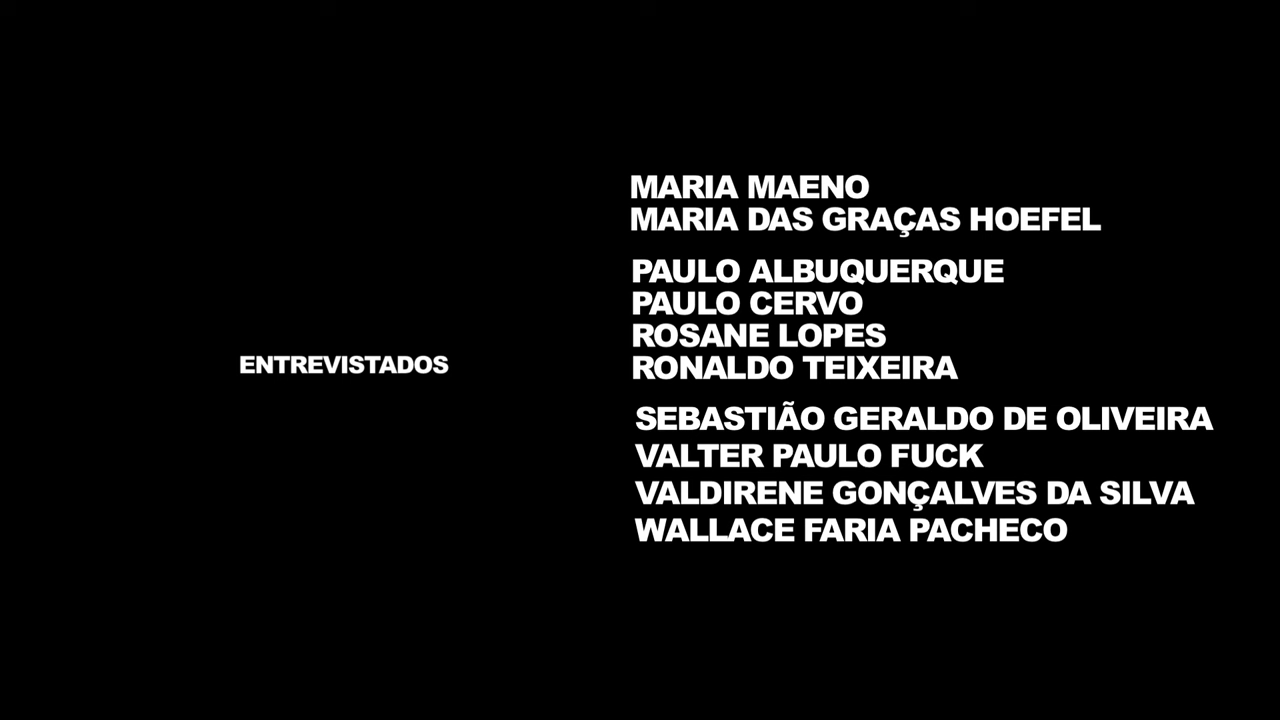 ENTREVISTADOS
MARIA MAENO
MARIA DAS GRAÇAS HOEFEL
PAULO ALBUQUERQUE
PAULO CERVO
ROSANE LOPES
RONALDO TEIXEIRA
SEBASTIÃO GERALDO DE OLIVEIRA
VALTER PAULO FUCK
VALDIRENE GONÇALVES DA SILVA
WALLACE FARIA PACHECO